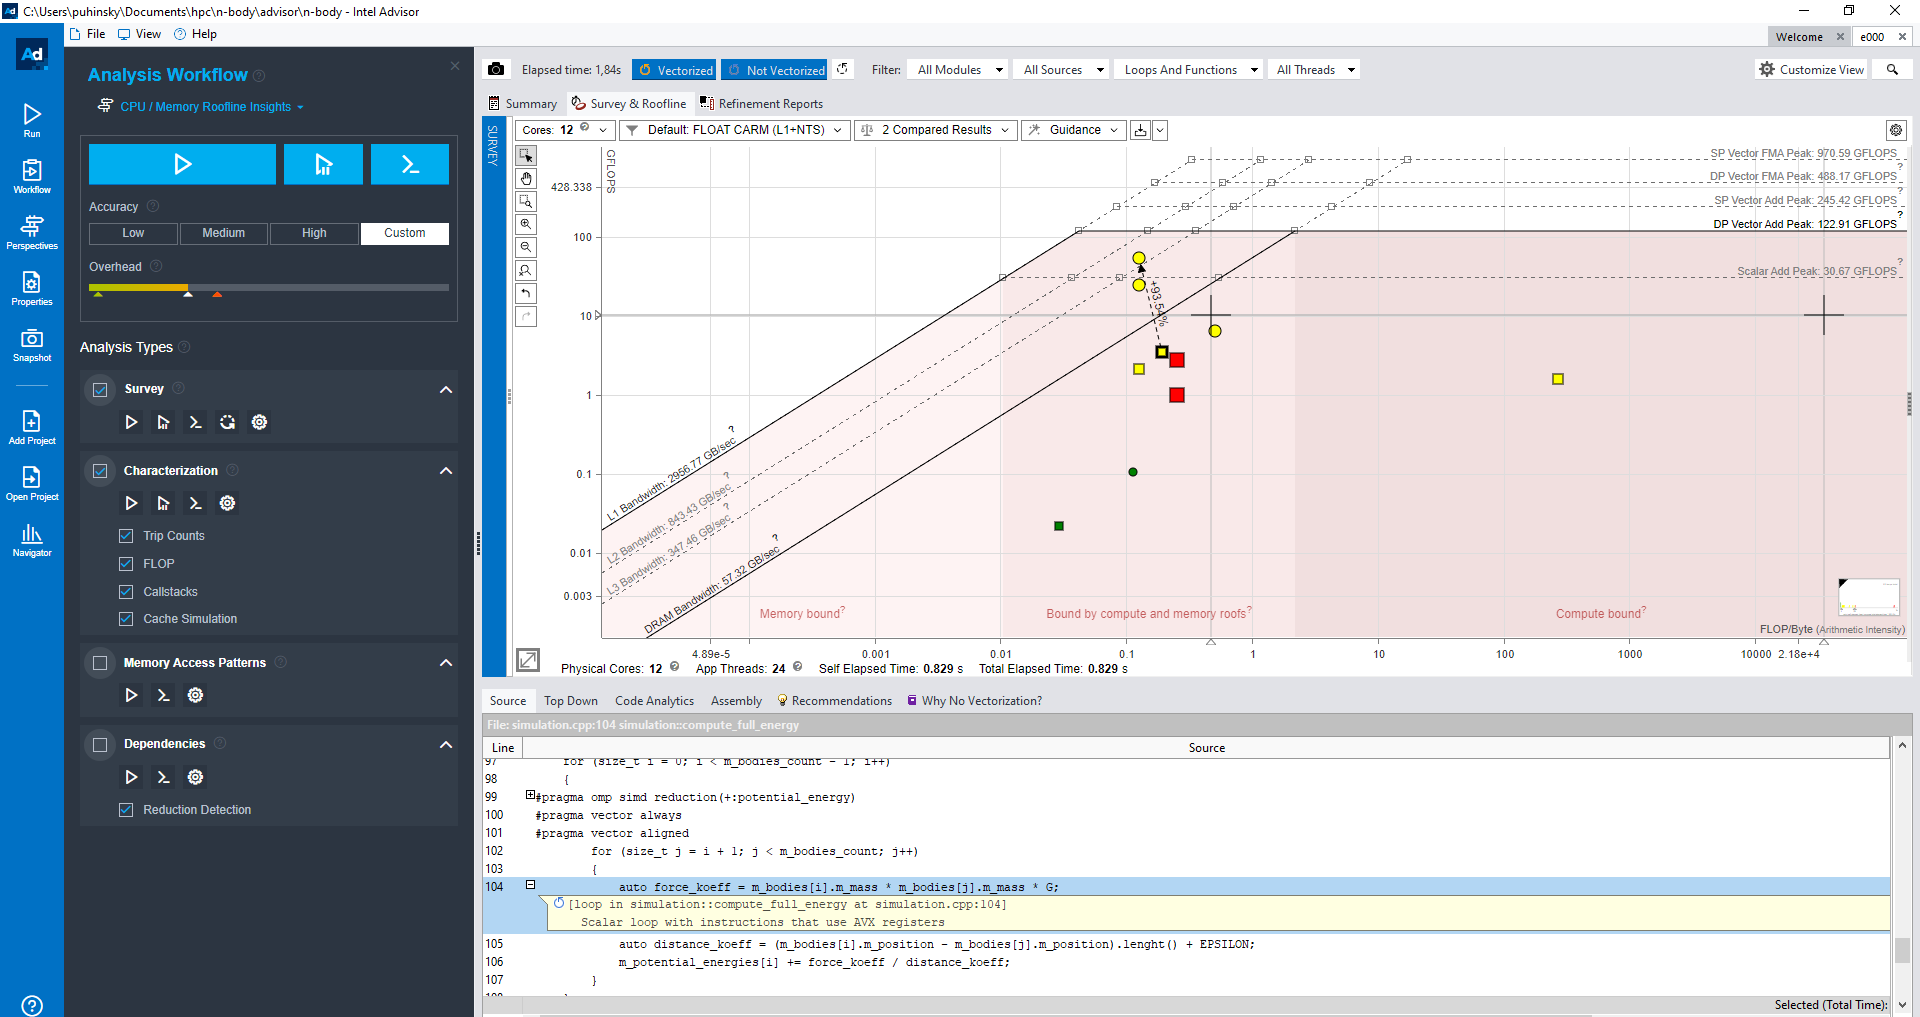 C:\Users\puhinsky\Documents\hpc\n-body\advisor\n-body - Intel Advisor
File View Help
Welcome e000
Ad
Run
Workflow
Perspectives
Properties
Snapshot
Add Project
Open Project
Navigator
Analysis Workflow
CPU / Memory Roofline Insights
Accuracy
Low Medium High Custom
Overhead
Analysis Types
Survey
Characterization
Trip Counts
FLOP
Callstacks
Cache Simulation
Memory Access Patterns
Dependencies
Reduction Detection
Elapsed time: 1,84s Vectorized Not Vectorized Filter: All Modules All Sources Loops And Functions All Threads Customize View
Summary Survey & Roofline Refinement Reports
SURVEY
Cores: 12 Default: FLOAT CARM (L1+NTS) 2 Compared Results Guidance
GFLOPS
SP Vector FMA Peak: 970.59 GFLOPS
?
428.338
DP Vector FMA Peak: 488.17 GFLOPS
?
SP Vector Add Peak: 245.42 GFLOPS
?
DP Vector Add Peak: 122.91 GFLOPS
100
?
Scalar Add Peak: 30.67 GFLOPS
+93.54%
10
1
0.1
0.01
0.003
L1 Bandwidth: 2956.77 GB/sec ?
L2 Bandwidth: 843.43 GB/sec ?
L3 Bandwidth: 347.46 GB/sec ?
DRAM Bandwidth: 57.32 GB/sec ?
Memory bound? Bound by compute and memory roofs? Compute bound?
FLOP/Byte (Arithmetic Intensity)
4.89e-5 0.001 0.01 0.1 1 10 100 1000 10000 2.18e+4
Physical Cores: 12 App Threads: 24 Self Elapsed Time: 0.829 s Total Elapsed Time: 0.829 s
Source Top Down Code Analytics Assembly Recommendations Why No Vectorization?
File: simulation.cpp:104 simulation::compute_full_energy
Line Source
97 for (size_t i = 0; i < m_bodies_count - 1; i++)
98 {
99 #pragma omp simd reduction(+:potential_energy)
100 #pragma vector always
101 #pragma vector aligned
102 for (size_t j = i + 1; j < m_bodies_count; j++)
103 {
104 auto force_koeff = m_bodies[i].m_mass * m_bodies[j].m_mass * G;
[loop in simulation::compute_full_energy at simulation.cpp:104]
Scalar loop with instructions that use AVX registers
105 auto distance_koeff = (m_bodies[i].m_position - m_bodies[j].m_position).lenght() + EPSILON;
106 m_potential_energies[i] += force_koeff / distance_koeff;
107 }
108
Selected (Total Time):